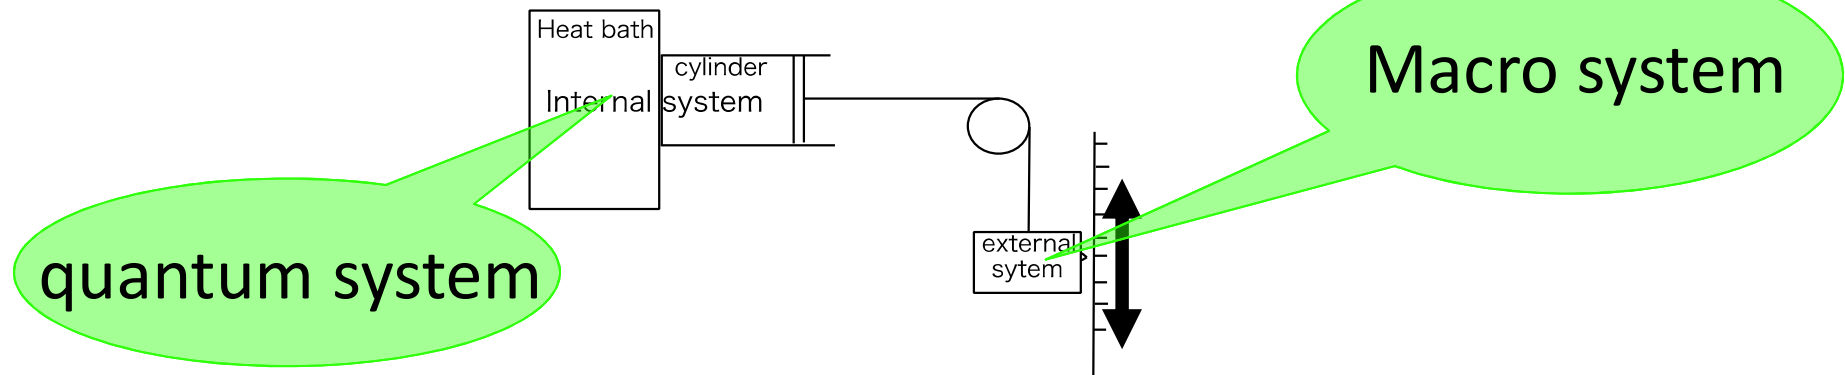 Heat bath
cylinder
Internal system
Macro system
quantum system
external
sytem